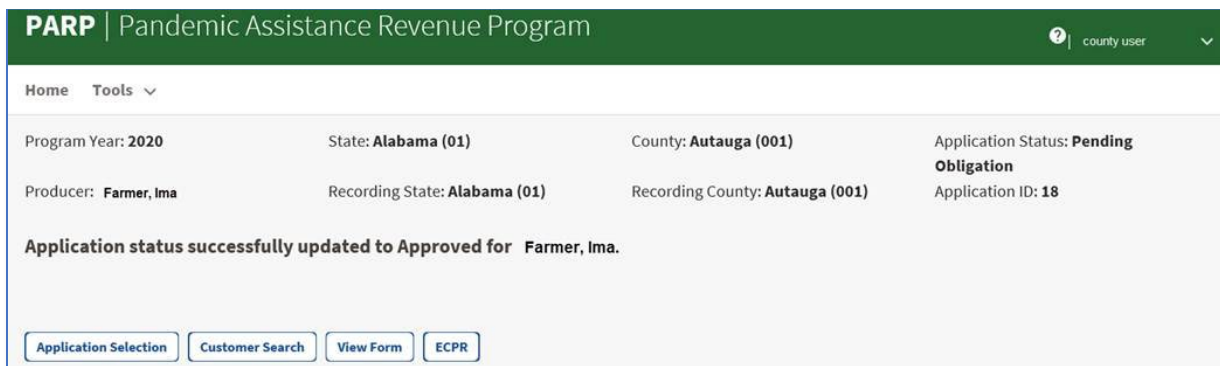 PARP | Pandemic Assistance Revenue Program
? | county user
Home Tools
Program Year: 2020 State: Alabama (01) County: Autauga (001) Application Status: Pending
Obligation
Producer: Farmer, Ima Recording State: Alabama (01) Recording County: Autauga (001) Application ID: 18
Application status successfully updated to Approved for Farmer, Ima.
Application Selection Customer Search View Form ECPR